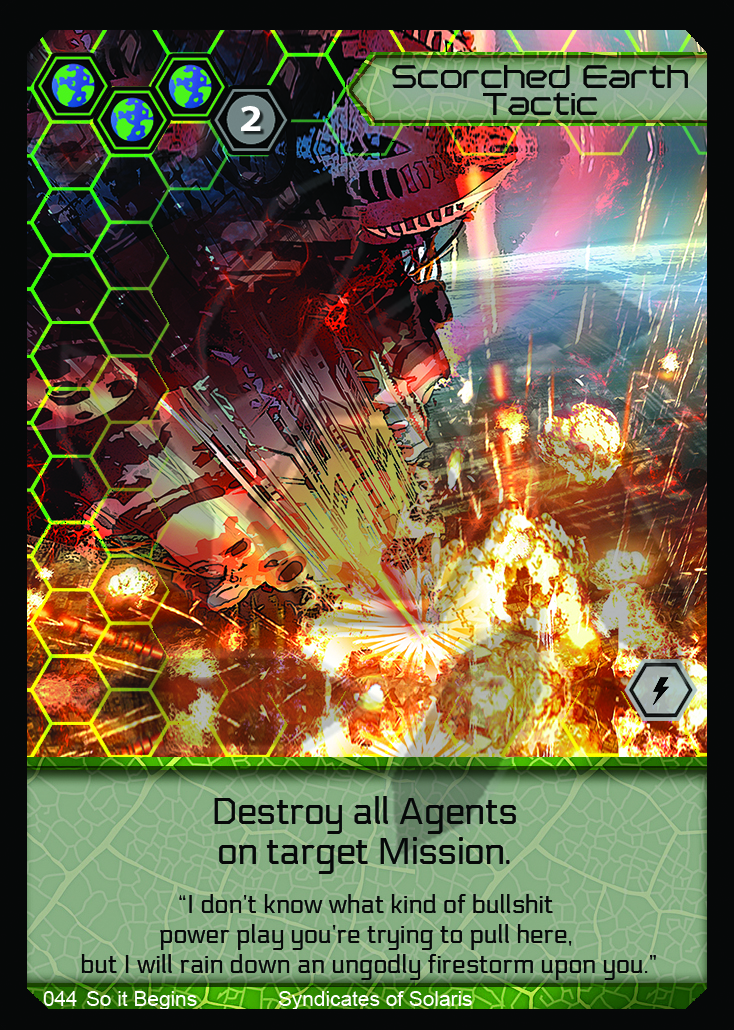 2
Scorched Earth
Tactic
Destroy all Agents
on target Mission.
“I don't know what kind of bullshit
power play you're trying to pull here,
but I will rain down an ungodly firestorm upon you.”
044 So it Begins Syndicates of Solaris